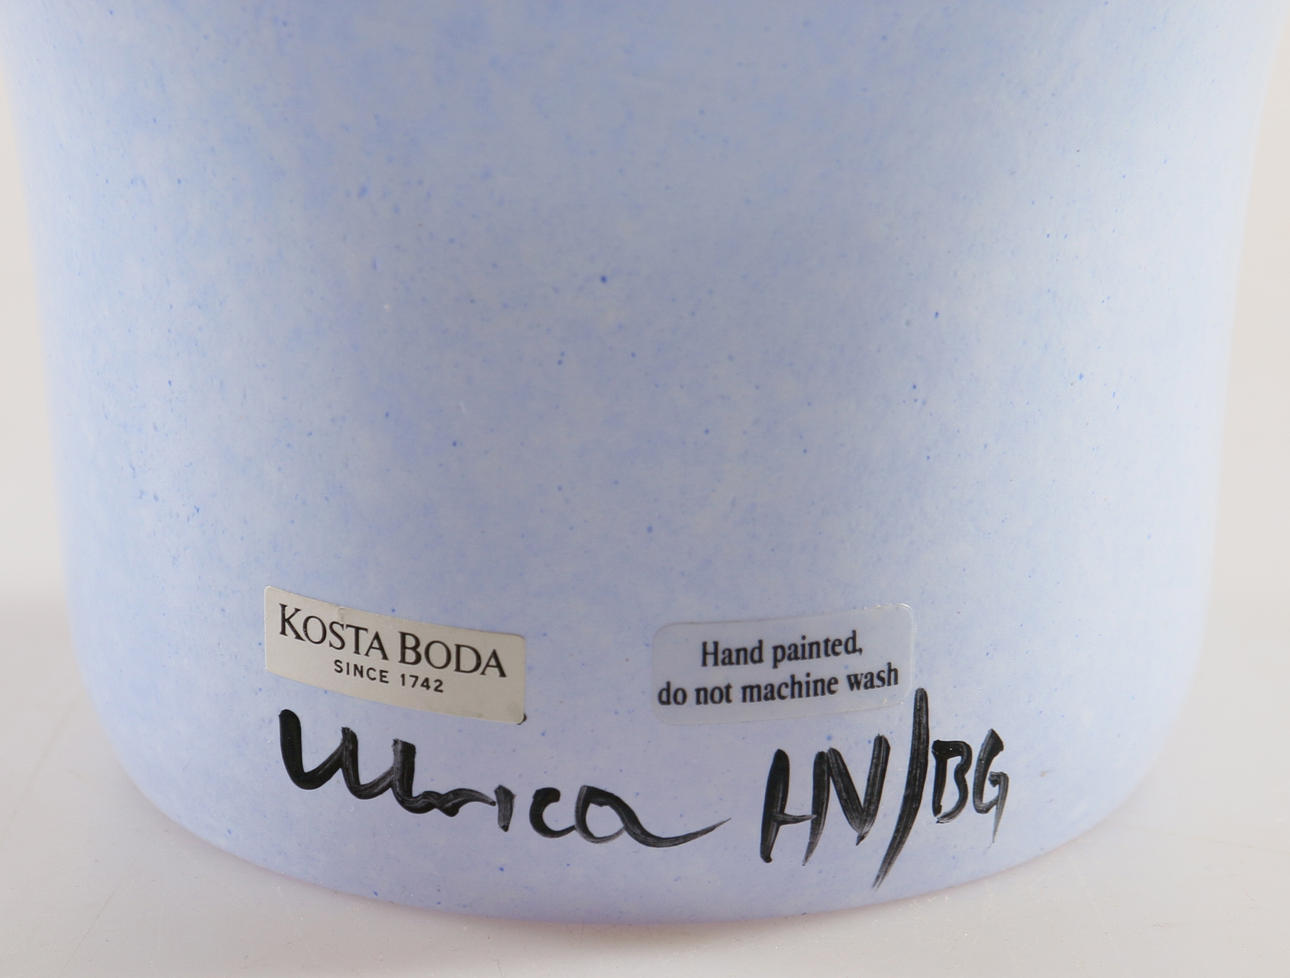 KOSTA BODA
SINCE 1742
Hand painted,
do not machine wash
Ulrica HV/BG